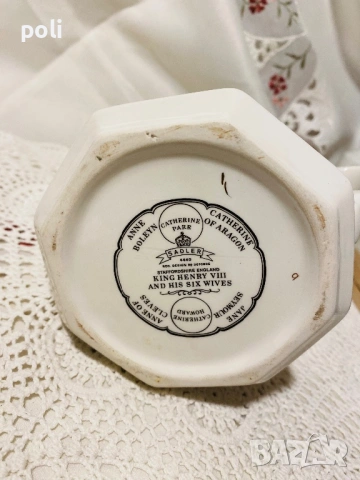 poli
ANNE
BOLEYN
CATHERINE
PARR
CATHERINE
OF ARAGON
SADLER
STAFFORDSHIRE ENGLAND
KING HENRY VIII
AND HIS SIX WIVES
ANNE OF
CLEVES
CATHERINE
HOWARD
JANE
SEYMOUR
BAZAR
bg